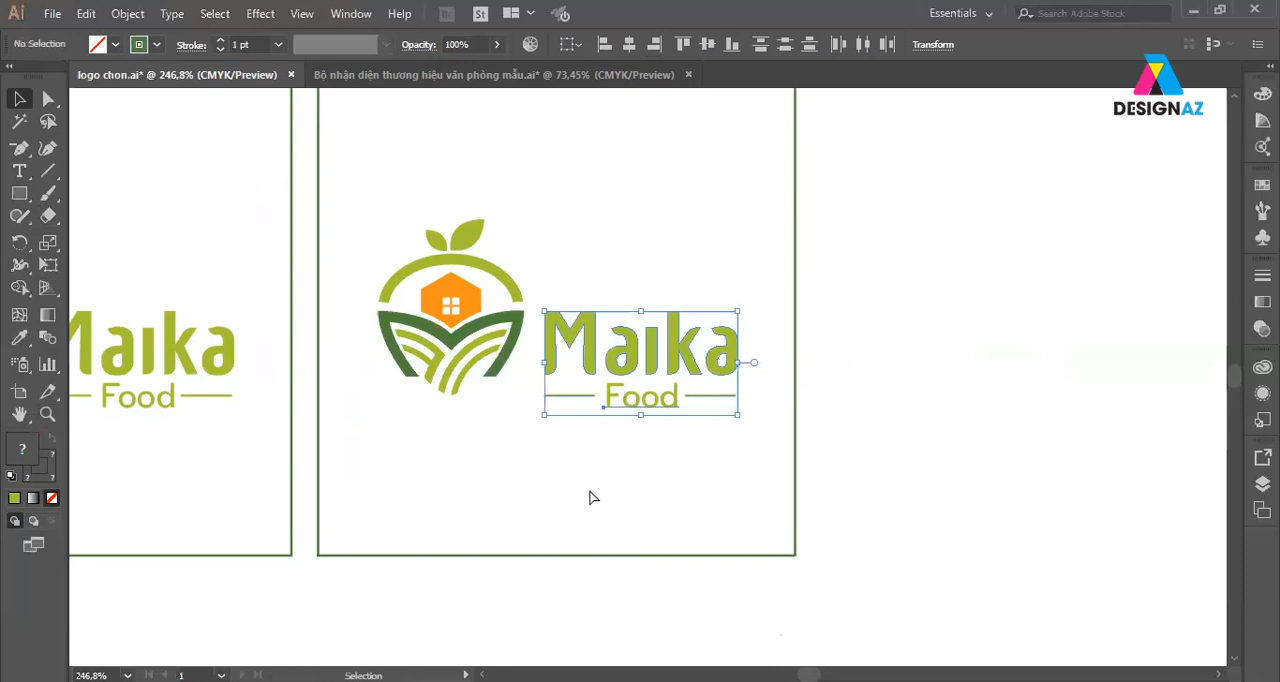 Ai File Edit Object Type Select Effect View Window Help Br St Essentials Search Adobe Stock
No Selection Stroke: 1 pt Opacity: 100% Transform
logo chon.ai* @ 246,8% (CMYK/Preview) × Bộ nhận diện thương hiệu văn phòng mẫu.ai* @ 73,45% (CMYK/Preview) ×
DESIGNAZ
Maika
Food
Maika
Food
? ?
? ?
246,8% 1 Selection